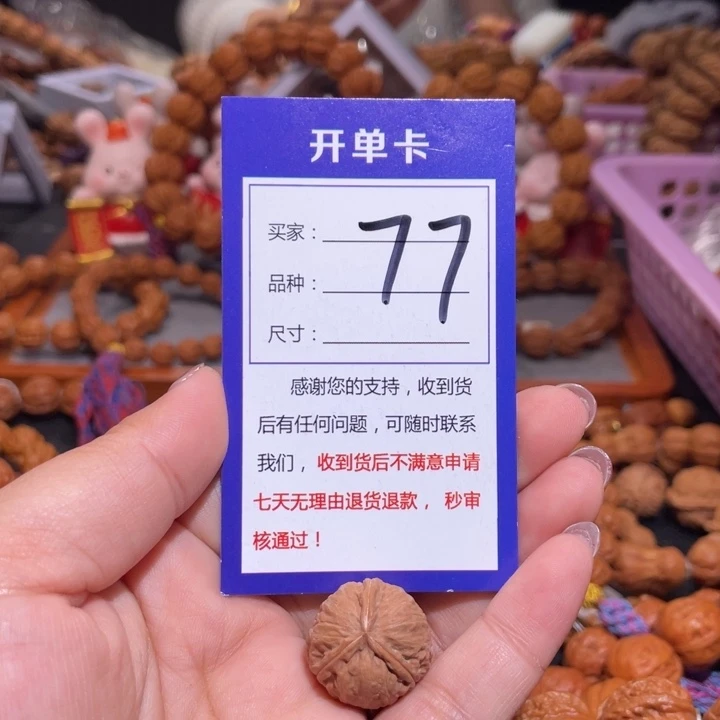 开单卡
买家：
77
品种：
尺寸：
感谢您的支持，收到货
后有任何问题，可随时联系
我们，收到货后不满意申请
七天无理由退货退款， 秒审
核通过！